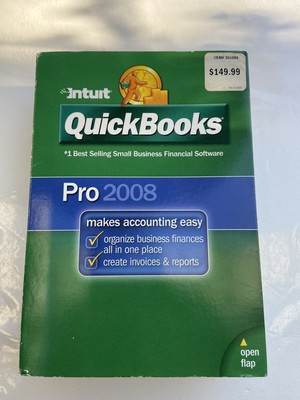 $149.99
intuit
QuickBooks
#1 Best Selling Small Business Financial Software
Pro 2008
makes accounting easy
organize business finances
all in one place
create invoices & reports
open
flap